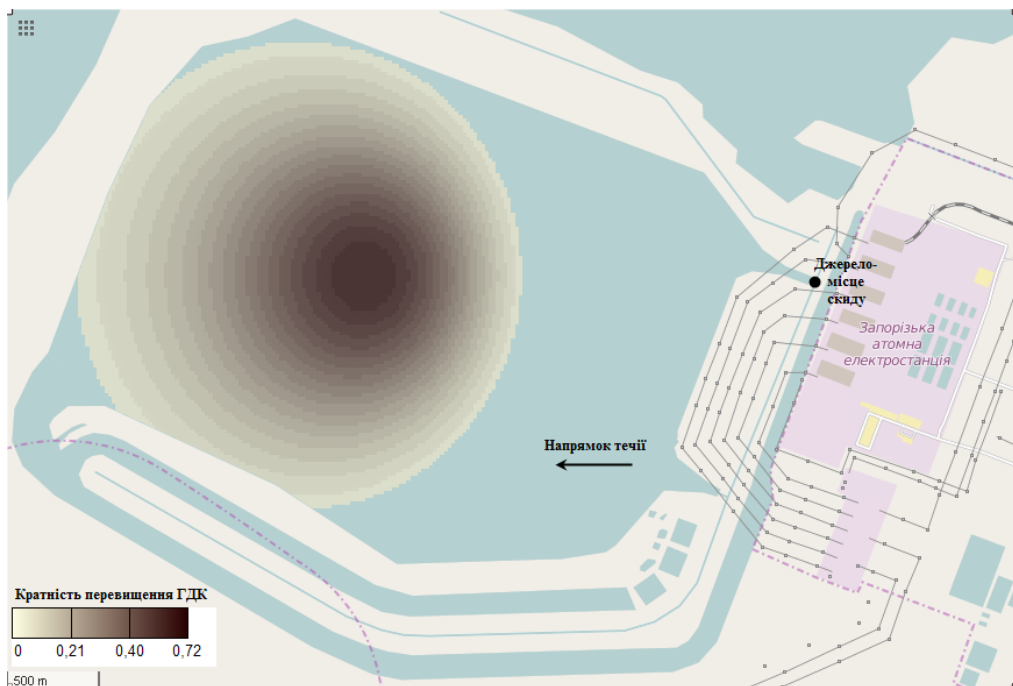 Джерело-
місце
скиду
Запорізька
атомна
електростанція
Напрямок течії
Кратність перевищення ГДК
0 0,21 0,40 0,72
500 m